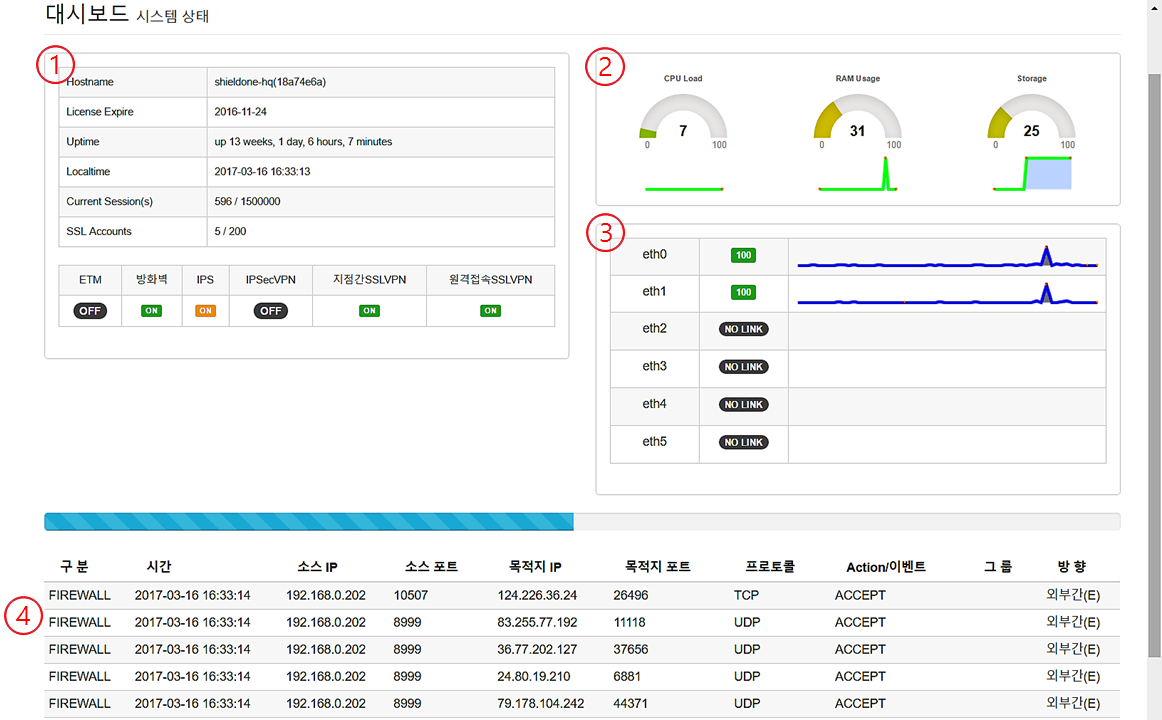 대시보드 시스템 상태
1
Hostname shieldone-hq(18a74e6a)
License Expire 2016-11-24
Uptime up 13 weeks, 1 day, 6 hours, 7 minutes
Localtime 2017-03-16 16:33:13
Current Session(s) 596 / 1500000
SSL Accounts 5 / 200
ETM 방화벽 IPS IPSecVPN 지점간SSLVPN 원격접속SSLVPN
OFF ON ON OFF ON ON
2
CPU Load RAM Usage Storage
7 31 25
0 100 0 100 0 100
3
eth0 100
eth1 100
eth2 NO LINK
eth3 NO LINK
eth4 NO LINK
eth5 NO LINK
4
구 분 시간 소스 IP 소스 포트 목적지 IP 목적지 포트 프로토콜 Action/이벤트 그 룹 방 향
FIREWALL 2017-03-16 16:33:14 192.168.0.202 10507 124.226.36.24 26496 TCP ACCEPT 외부간(E)
FIREWALL 2017-03-16 16:33:14 192.168.0.202 8999 83.255.77.192 11118 UDP ACCEPT 외부간(E)
FIREWALL 2017-03-16 16:33:14 192.168.0.202 8999 36.77.202.127 37656 UDP ACCEPT 외부간(E)
FIREWALL 2017-03-16 16:33:14 192.168.0.202 8999 24.80.19.210 6881 UDP ACCEPT 외부간(E)
FIREWALL 2017-03-16 16:33:14 192.168.0.202 8999 79.178.104.242 44371 UDP ACCEPT 외부간(E)